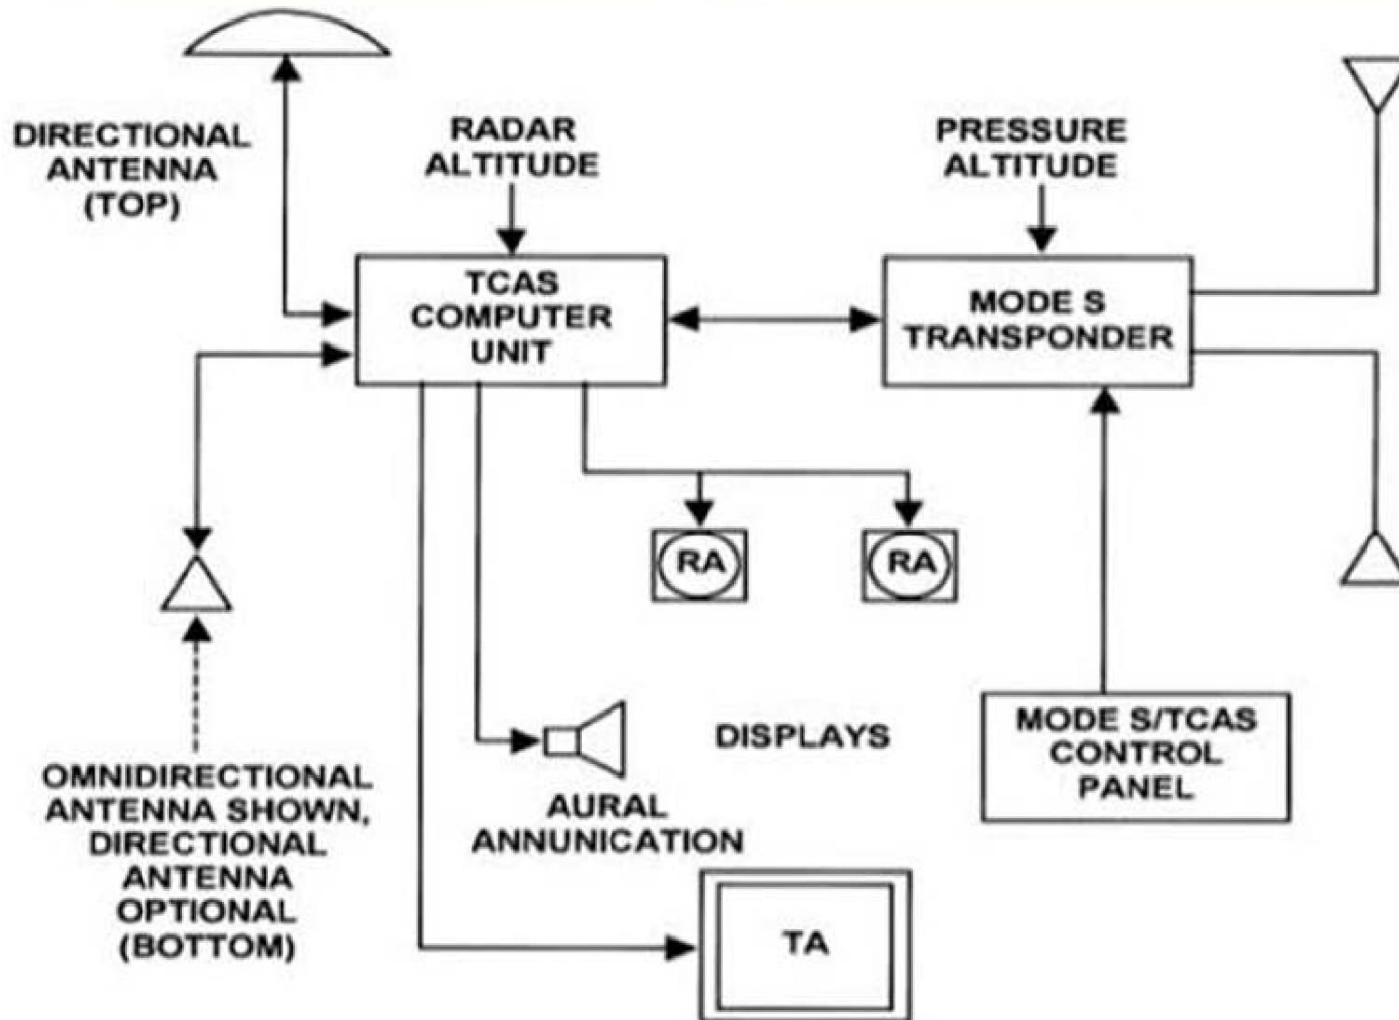 DIRECTIONAL
ANTENNA
(TOP)
RADAR
ALTITUDE
PRESSURE
ALTITUDE
TCAS
COMPUTER
UNIT
MODE S
TRANSPONDER
RA
RA
DISPLAYS
MODE S/TCAS
CONTROL
PANEL
OMNIDIRECTIONAL
ANTENNA SHOWN,
DIRECTIONAL
ANTENNA
OPTIONAL
(BOTTOM)
AURAL
ANNUNICATION
TA